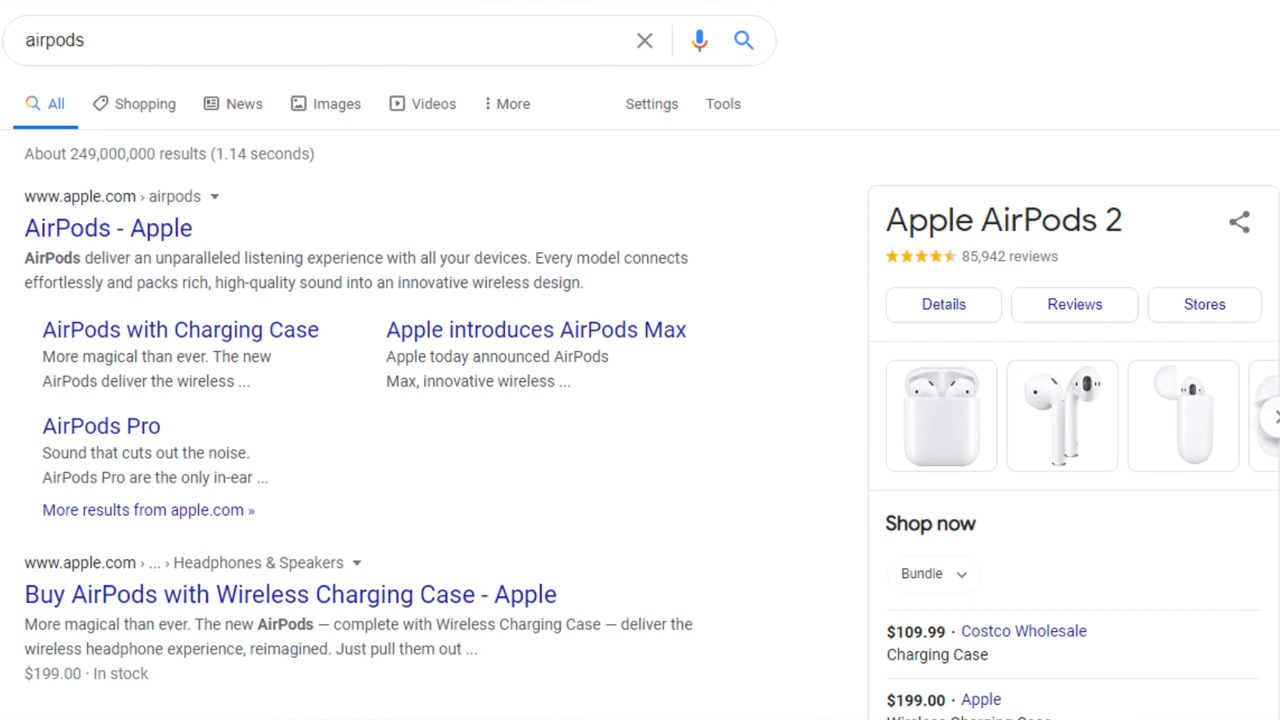 airpods
All
Shopping
News
Images
Videos
More
Settings
Tools
About 249,000,000 results (1.14 seconds)
www.apple.com › airpods
AirPods - Apple
AirPods deliver an unparalleled listening experience with all your devices. Every model connects
effortlessly and packs rich, high-quality sound into an innovative wireless design.
AirPods with Charging Case
More magical than ever. The new
AirPods deliver the wireless ...
Apple introduces AirPods Max
Apple today announced AirPods
Max, innovative wireless ...
AirPods Pro
Sound that cuts out the noise.
AirPods Pro are the only in-ear ...
More results from apple.com »
www.apple.com › ... › Headphones & Speakers
Buy AirPods with Wireless Charging Case - Apple
More magical than ever. The new AirPods — complete with Wireless Charging Case — deliver the
wireless headphone experience, reimagined. Just pull them out ...
$199.00 · In stock
Apple AirPods 2
85,942 reviews
Details
Reviews
Stores
Shop now
Bundle
$109.99 · Costco Wholesale
Charging Case
$199.00 · Apple
Wireless Charging Case